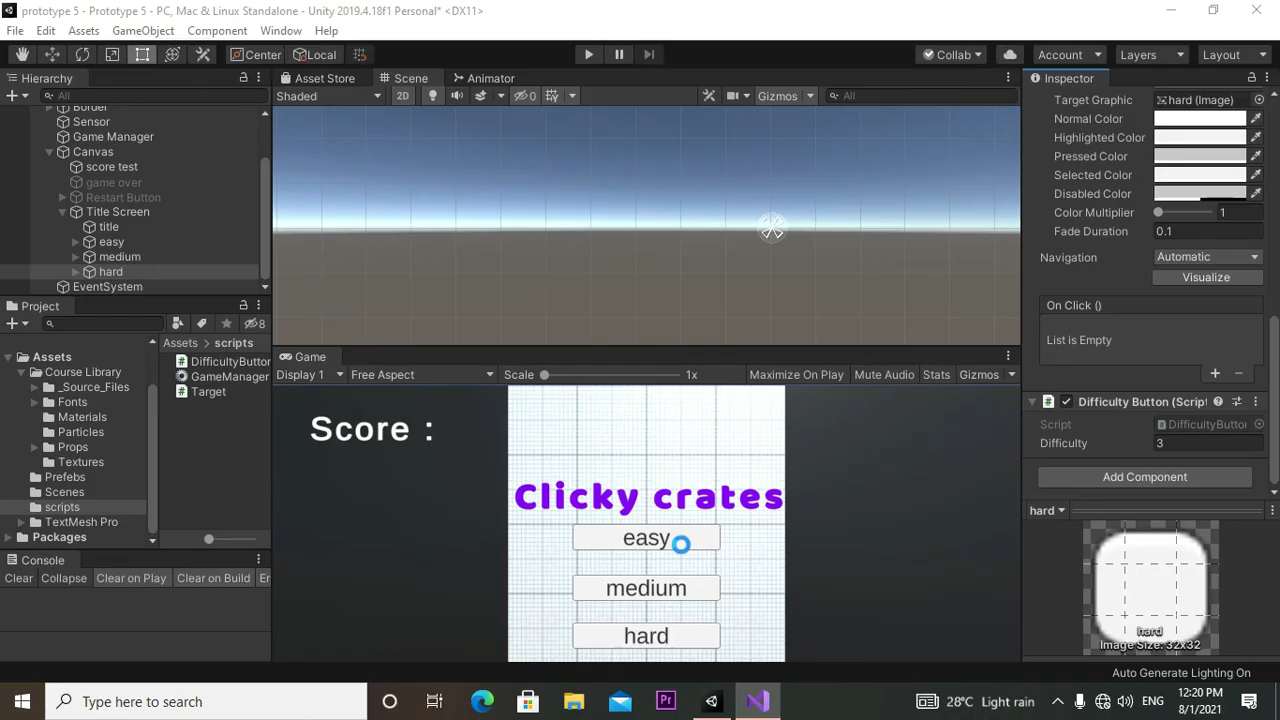 prototype 5 - Prototype 5 - PC, Mac & Linux Standalone - Unity 2019.4.18f1 Personal* <DX11>
File Edit Assets GameObject Component Window Help
Center Local Collab Account Layers Layout
Hierarchy
All
Border
Sensor
Game Manager
Canvas
score test
game over
Restart Button
Title Screen
title
easy
medium
hard
EventSystem
Asset Store Scene Animator
Shaded 2D 0 Gizmos All
Project
8
Assets
Course Library
_Source_Files
Fonts
Materials
Particles
Props
Textures
Prefebs
Scenes
scripts
TextMesh Pro
Packages
Assets scripts
DifficultyButton
GameManager
Target
Console
Clear Collapse Clear on Play Clear on Build Er
Game
Display 1 Free Aspect Scale 1x Maximize On Play Mute Audio Stats Gizmos
Score :
Clicky crates
easy
medium
hard
Inspector
Target Graphic hard (Image)
Normal Color
Highlighted Color
Pressed Color
Selected Color
Disabled Color
Color Multiplier 1
Fade Duration 0.1
Navigation Automatic
Visualize
On Click ()
List is Empty
Difficulty Button (Script
Script DifficultyButto
Difficulty 3
Add Component
hard
hard
Image Size: 32x32
Auto Generate Lighting On
Type here to search
Pr
28°C Light rain
ENG
12:20 PM
8/1/2021